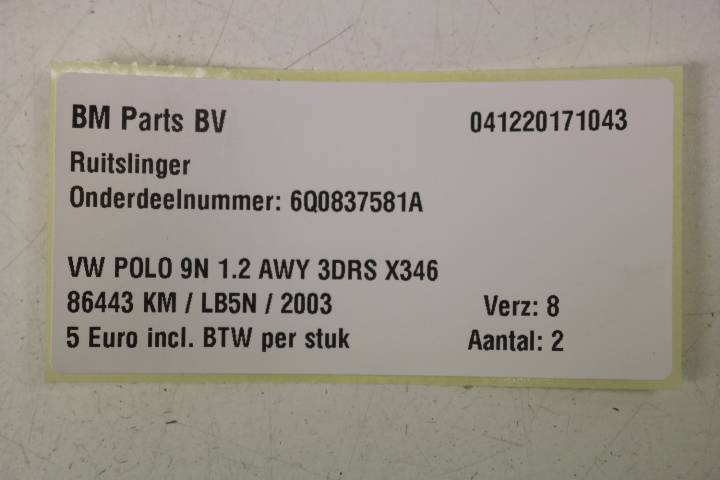 BM Parts BV 041220171043
Ruitslinger
Onderdeelnummer: 6Q0837581A
VW POLO 9N 1.2 AWY 3DRS X346
86443 KM / LB5N / 2003 Verz: 8
5 Euro incl. BTW per stuk Aantal: 2